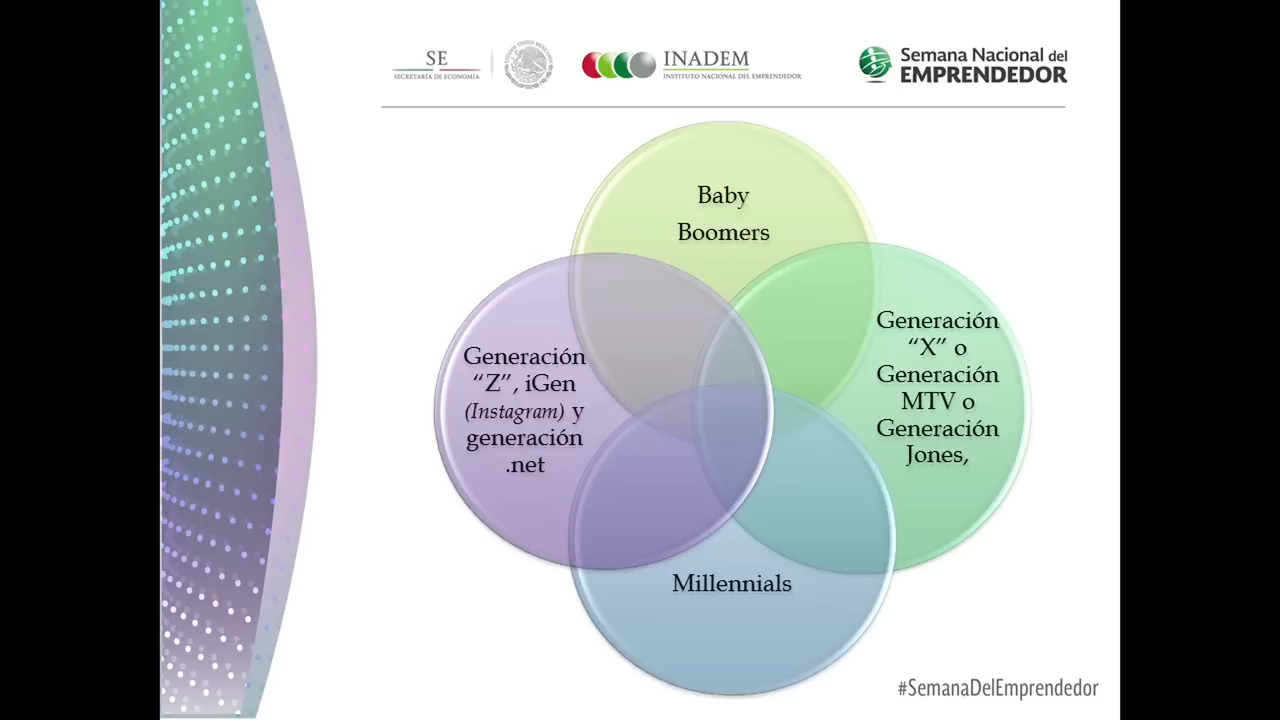 SE
SECRETARÍA DE ECONOMÍA
INADEM
INSTITUTO NACIONAL DEL EMPRENDEDOR
Semana Nacional del
EMPRENDEDOR
Baby
Boomers
Generación
“X” o
Generación
MTV o
Generación
Jones,
Generación
“Z”, iGen
(Instagram) y
generación
.net
Millennials
#SemanaDelEmprendedor